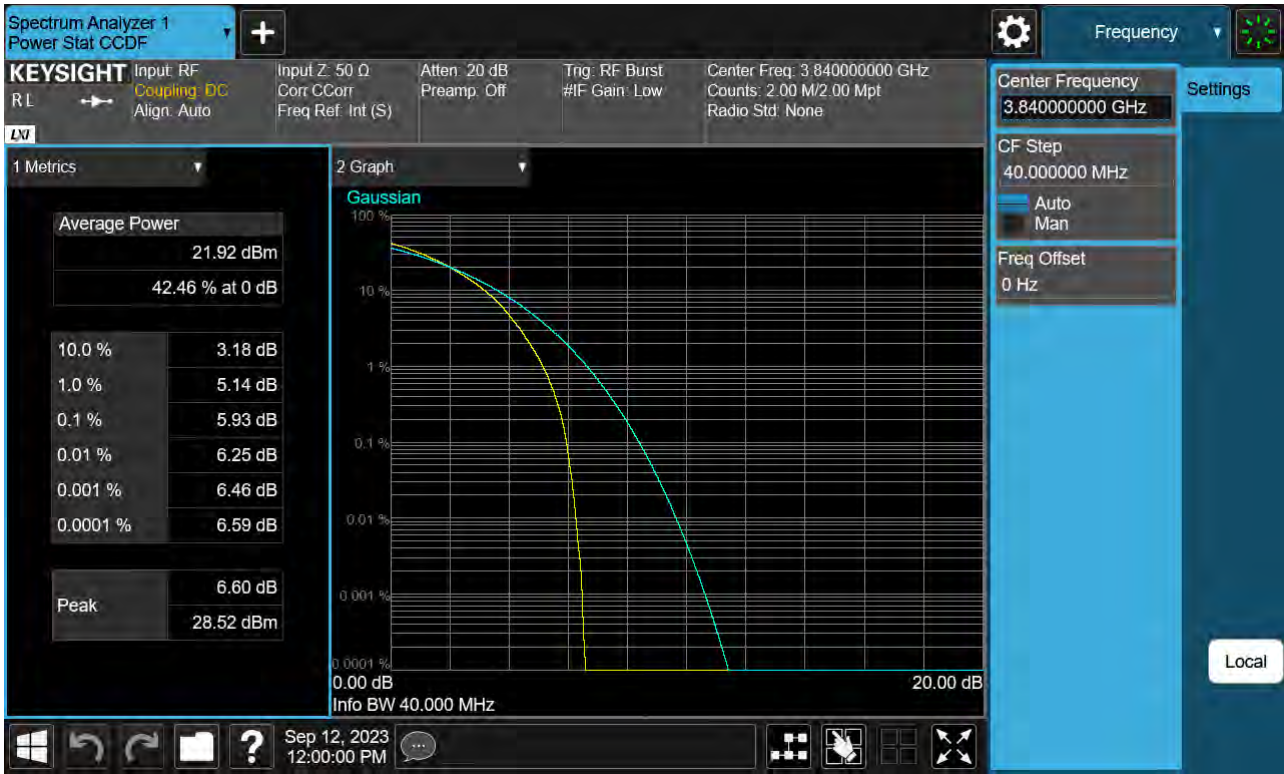 Spectrum Analyzer 1
Power Stat CCDF
+
Frequency
KEYSIGHT
RL
LXI
Input: RF
Coupling: DC
Align: Auto
Input Z: 50 Ω
Corr CCorr
Freq Ref: Int (S)
Atten: 20 dB
Preamp: Off
Trig: RF Burst
#IF Gain: Low
Center Freq: 3.840000000 GHz
Counts: 2.00 M/2.00 Mpt
Radio Std: None
Center Frequency
3.840000000 GHz
Settings
CF Step
40.000000 MHz
Auto
Man
Freq Offset
0 Hz
1 Metrics
Average Power
21.92 dBm
42.46 % at 0 dB
10.0 % 3.18 dB
1.0 % 5.14 dB
0.1 % 5.93 dB
0.01 % 6.25 dB
0.001 % 6.46 dB
0.0001 % 6.59 dB
Peak
6.60 dB
28.52 dBm
2 Graph
Gaussian
100 %
10 %
1 %
0.1 %
0.01 %
0.001 %
0.0001 %
0.00 dB 20.00 dB
Info BW 40.000 MHz
Local
?
Sep 12, 2023
12:00:00 PM